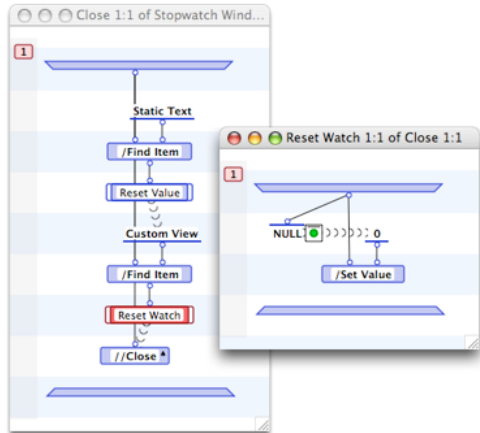 Close 1:1 of Stopwatch Wind...
1
Static Text
/Find Item
Reset Value
Custom View
/Find Item
Reset Watch
//Close
Reset Watch 1:1 of Close 1:1
1
NULL
0
/Set Value